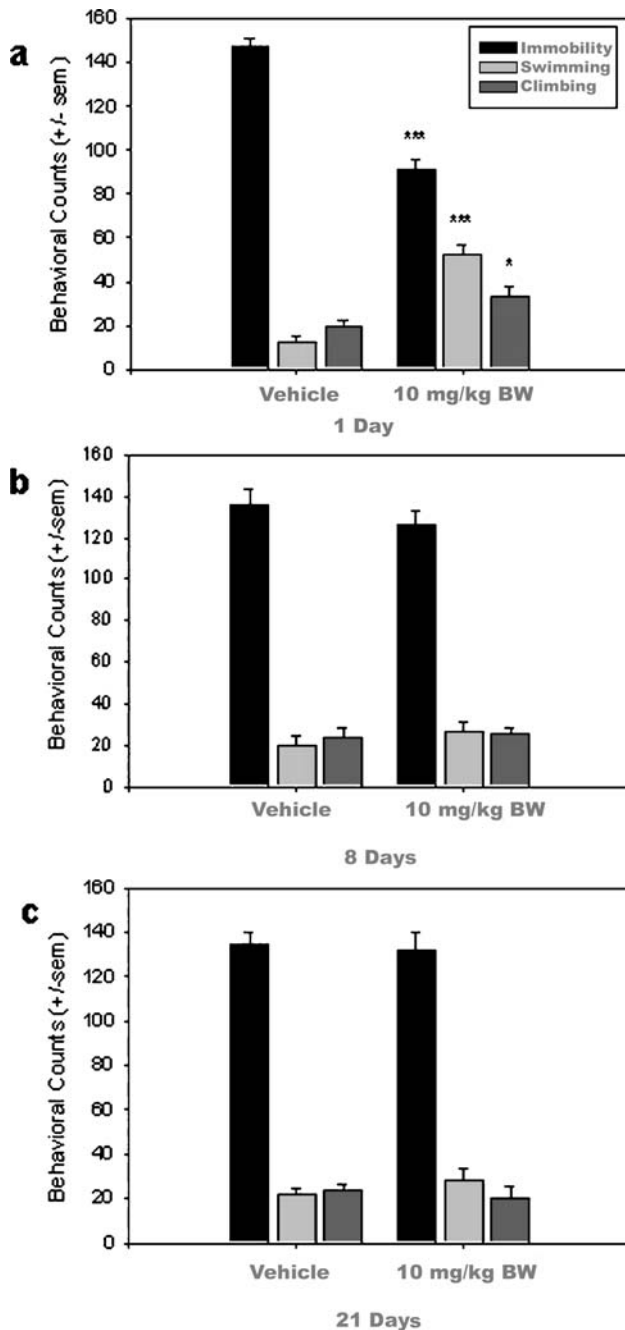 a
Behavioral Counts (+/- sem)
160
140
120
100
80
60
40
20
0
Immobility
Swimming
Climbing
***
***
*
Vehicle
10 mg/kg BW
1 Day
b
Behavioral Counts (+/-sem)
160
140
120
100
80
60
40
20
0
Vehicle
10 mg/kg BW
8 Days
c
Behavioral Counts (+/-sem)
160
140
120
100
80
60
40
20
0
Vehicle
10 mg/kg BW
21 Days